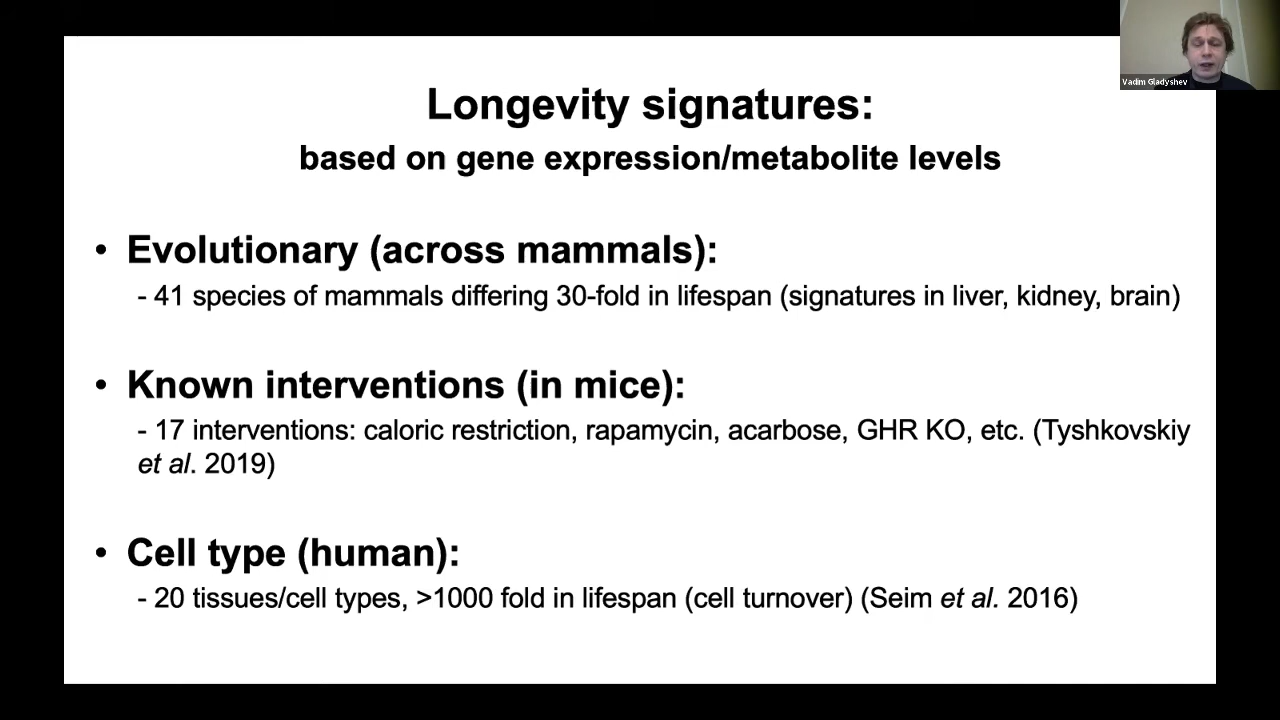 Vadim Gladyshev
Longevity signatures:
based on gene expression/metabolite levels
• Evolutionary (across mammals):
- 41 species of mammals differing 30-fold in lifespan (signatures in liver, kidney, brain)
• Known interventions (in mice):
- 17 interventions: caloric restriction, rapamycin, acarbose, GHR KO, etc. (Tyshkovskiy
et al. 2019)
• Cell type (human):
- 20 tissues/cell types, >1000 fold in lifespan (cell turnover) (Seim et al. 2016)